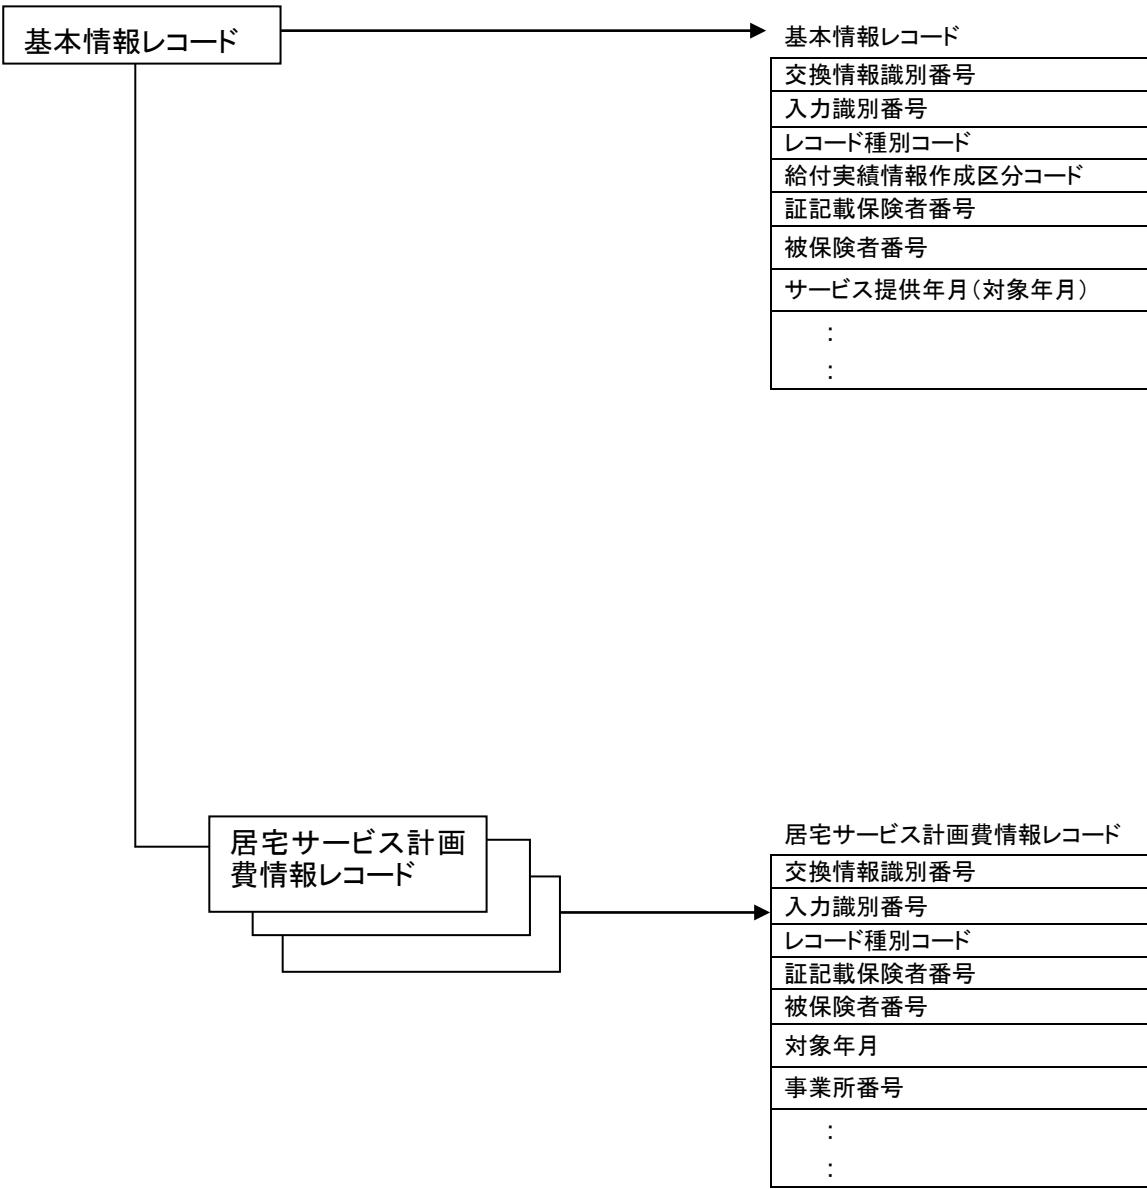 基本情報レコード
基本情報レコード
交換情報識別番号
入力識別番号
レコード種別コード
給付実績情報作成区分コード
証記載保険者番号
被保険者番号
サービス提供年月（対象年月）
：
：
居宅サービス計画
費情報レコード
居宅サービス計画費情報レコード
交換情報識別番号
入力識別番号
レコード種別コード
証記載保険者番号
被保険者番号
対象年月
事業所番号
：
：